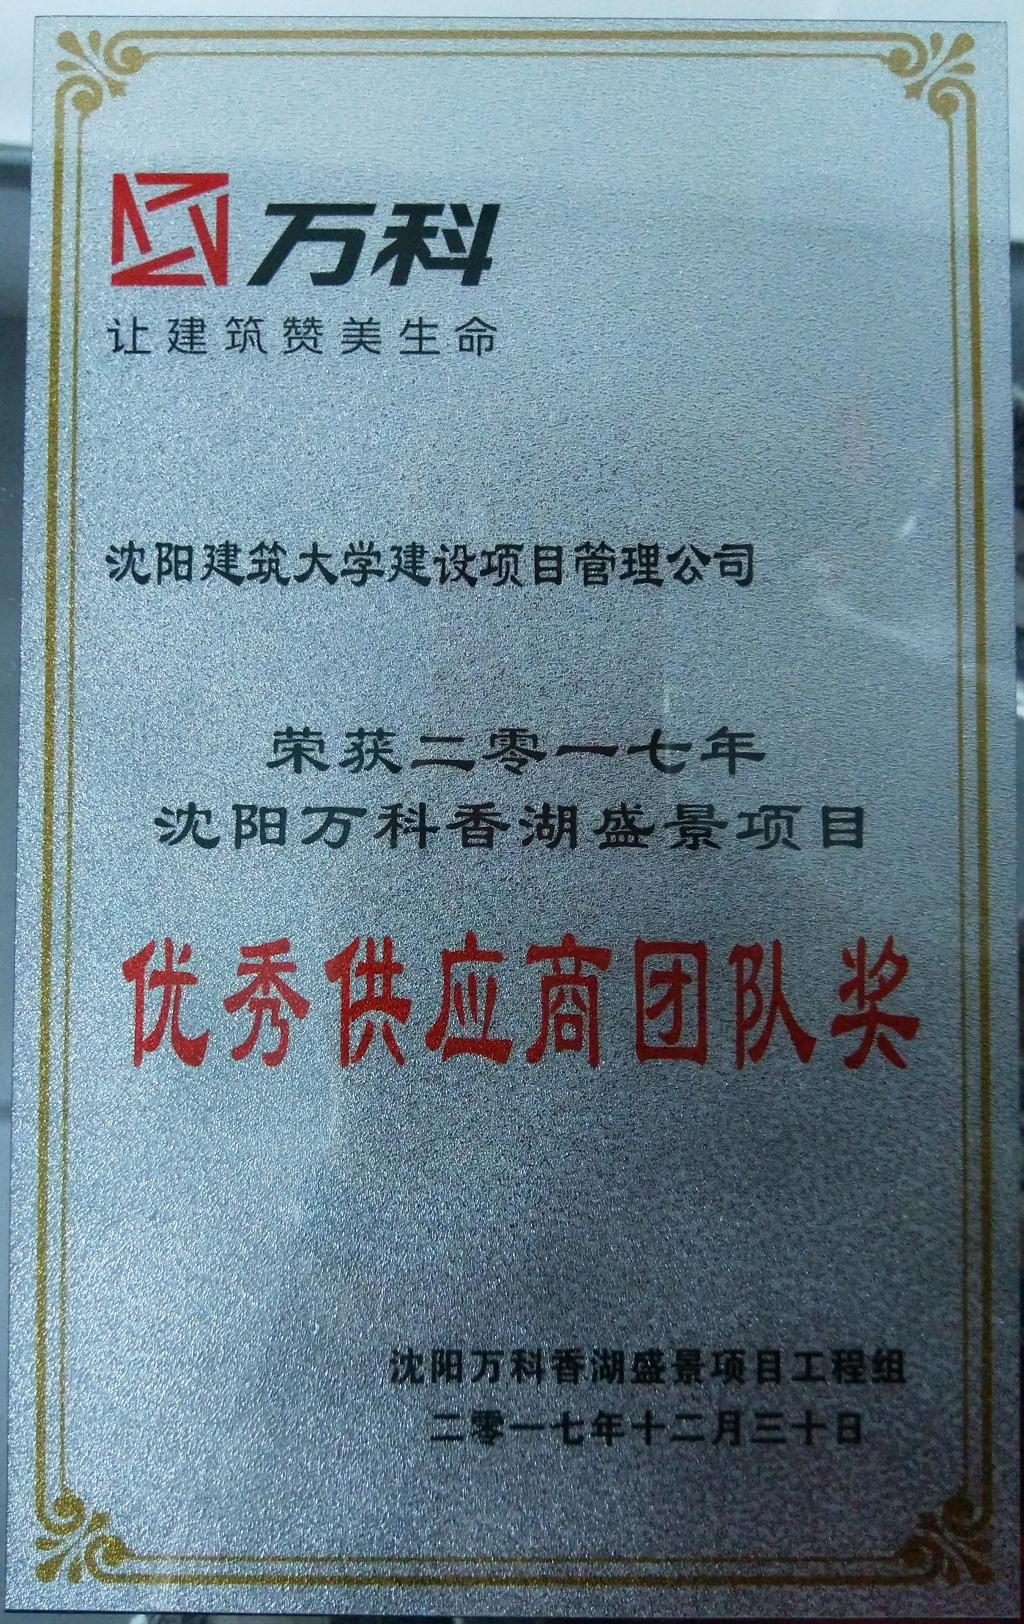 万科
让建筑赞美生命
沈阳建筑大学建设项目管理公司
荣获二零一七年
沈阳万科香湖盛景项目
优秀供应商团队奖
沈阳万科香湖盛景项目工程组
二零一七年十二月三十日